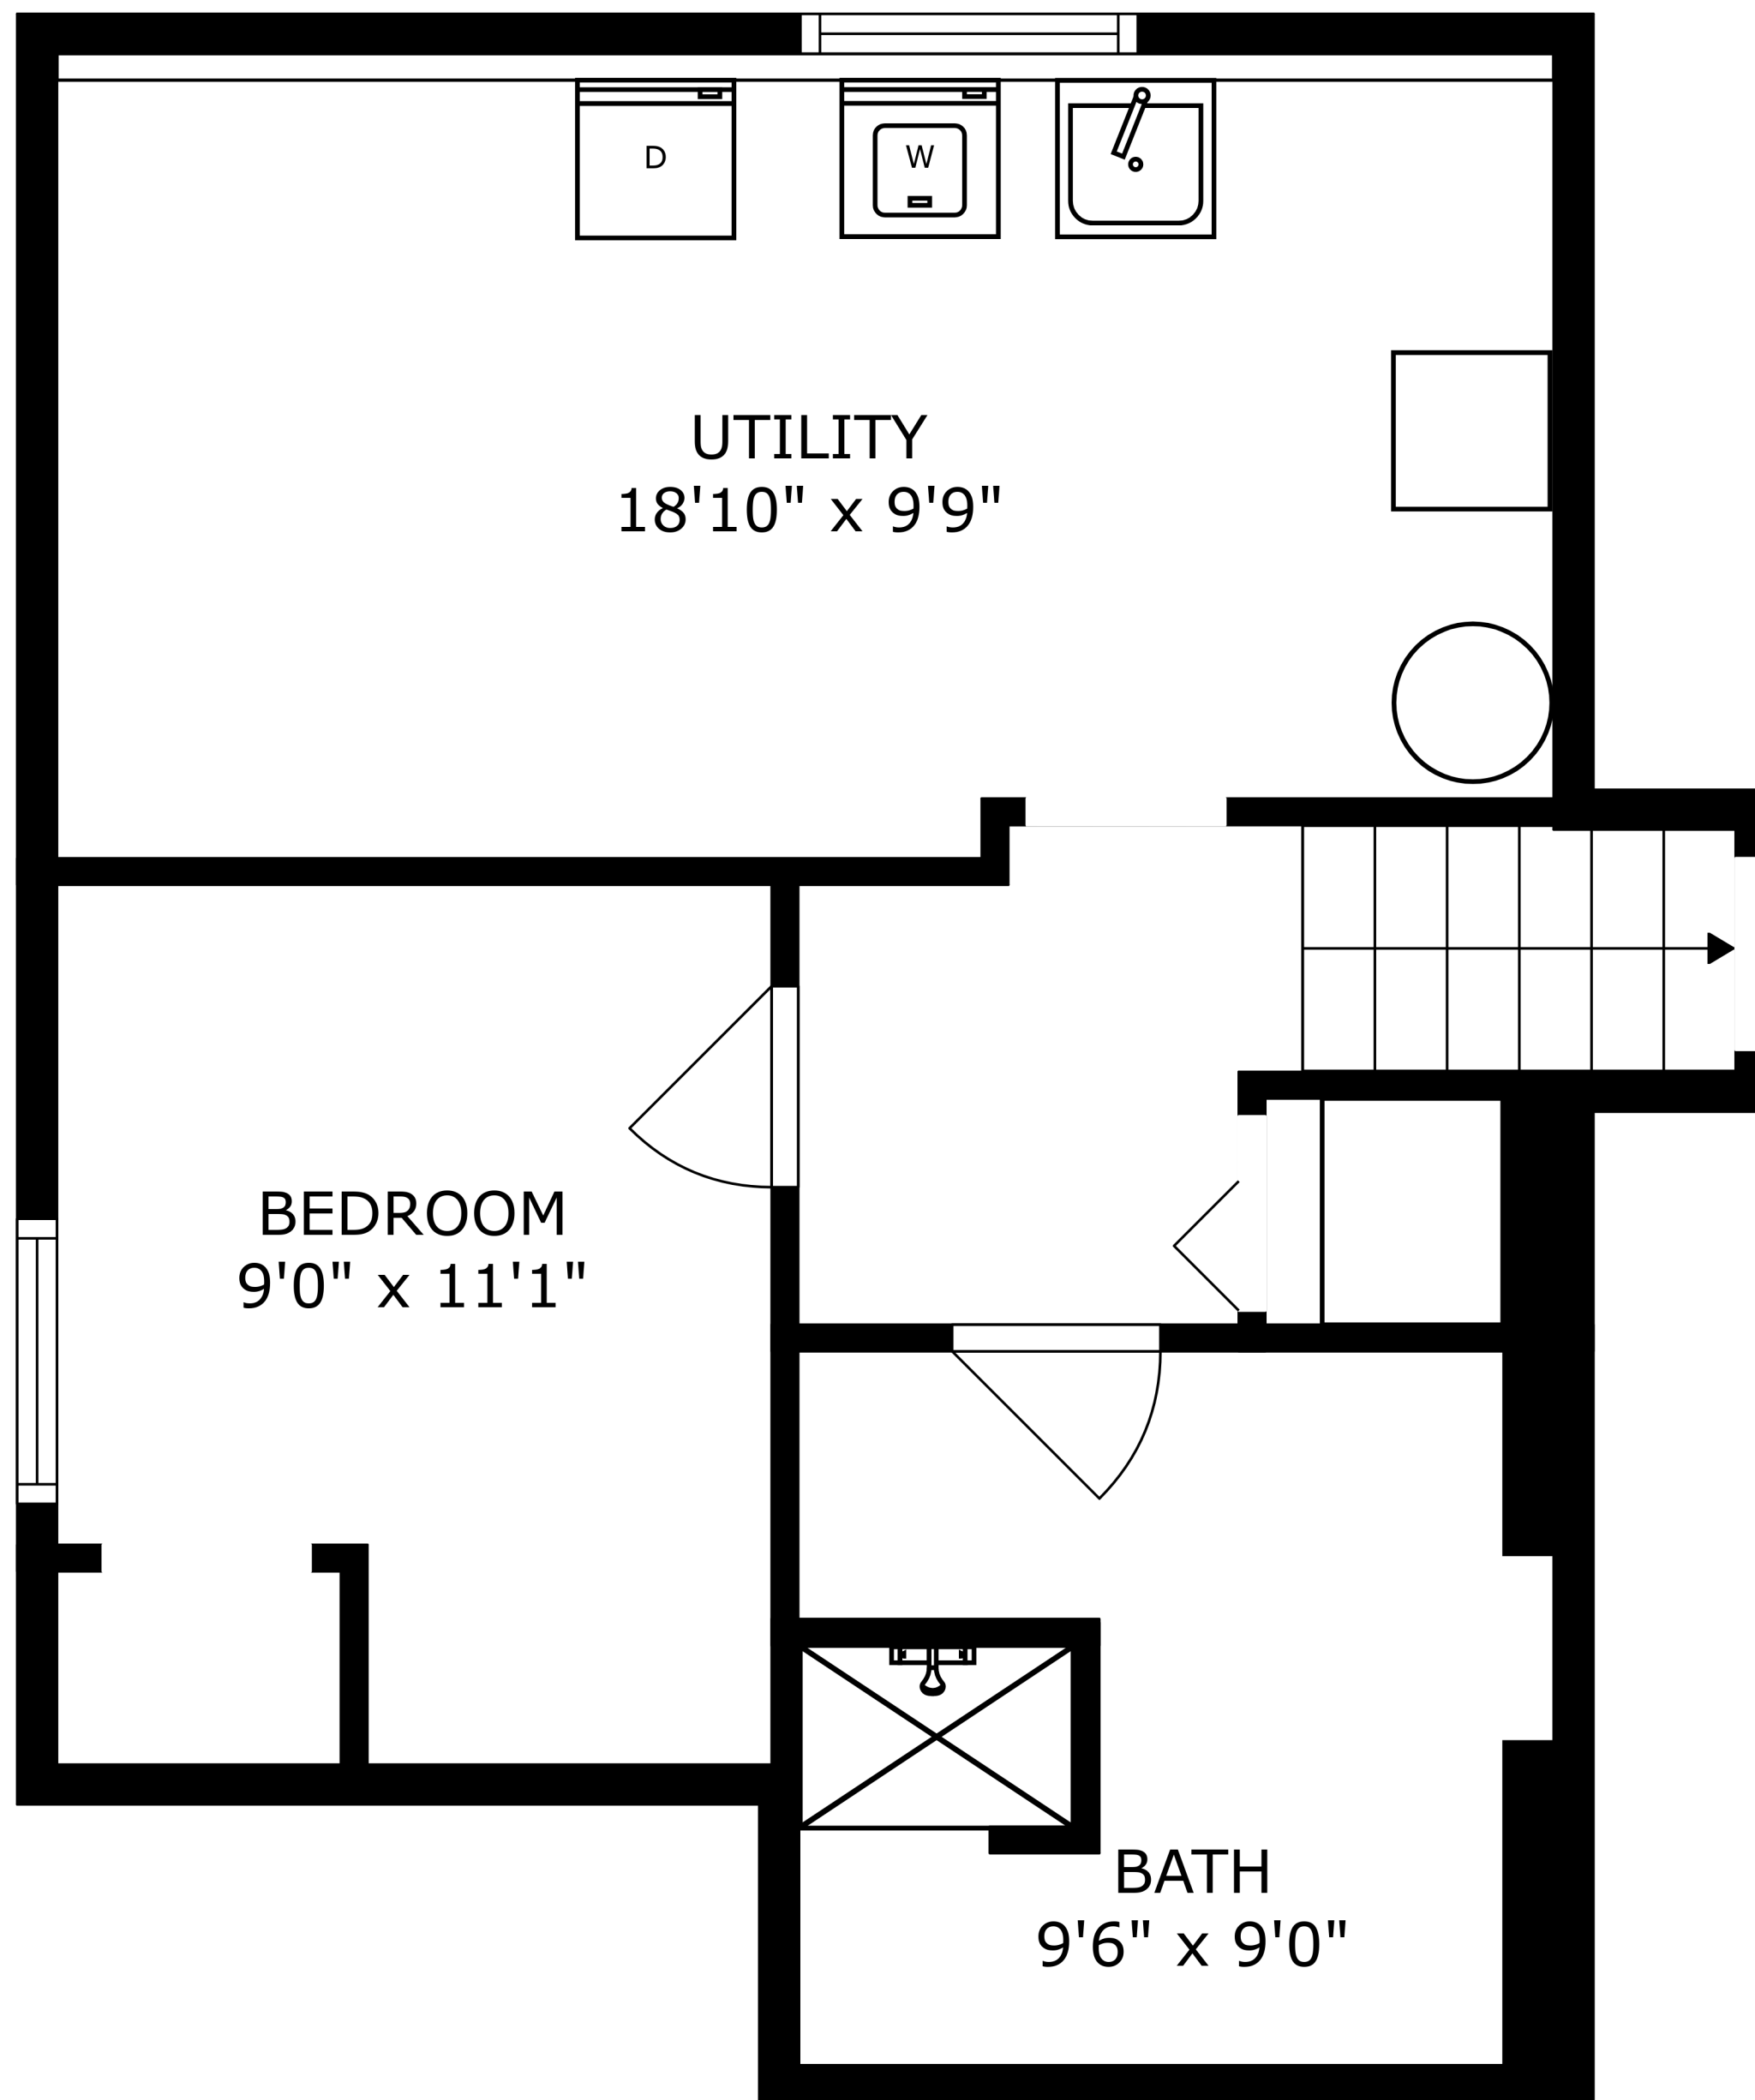 D
W
UTILITY
18'10" x 9'9"
BEDROOM
9'0" x 11'1"
BATH
9'6" x 9'0"